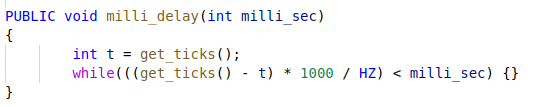 PUBLIC void milli_delay(int milli_sec)
{
        int t = get_ticks();
        while(((get_ticks() - t) * 1000 / HZ) < milli_sec) {}
}